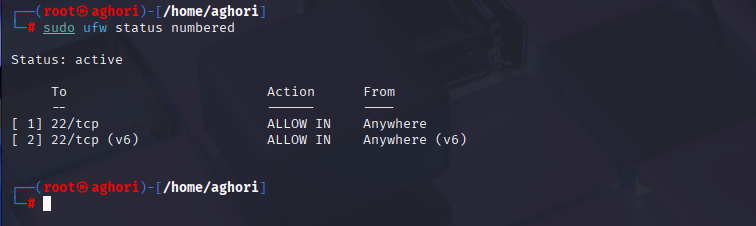 ┌──(root㉿aghori)-[/home/aghori]
└─# sudo ufw status numbered
Status: active
To Action From
-- ------ ----
[ 1] 22/tcp ALLOW IN Anywhere
[ 2] 22/tcp (v6) ALLOW IN Anywhere (v6)
┌──(root㉿aghori)-[/home/aghori]
└─#